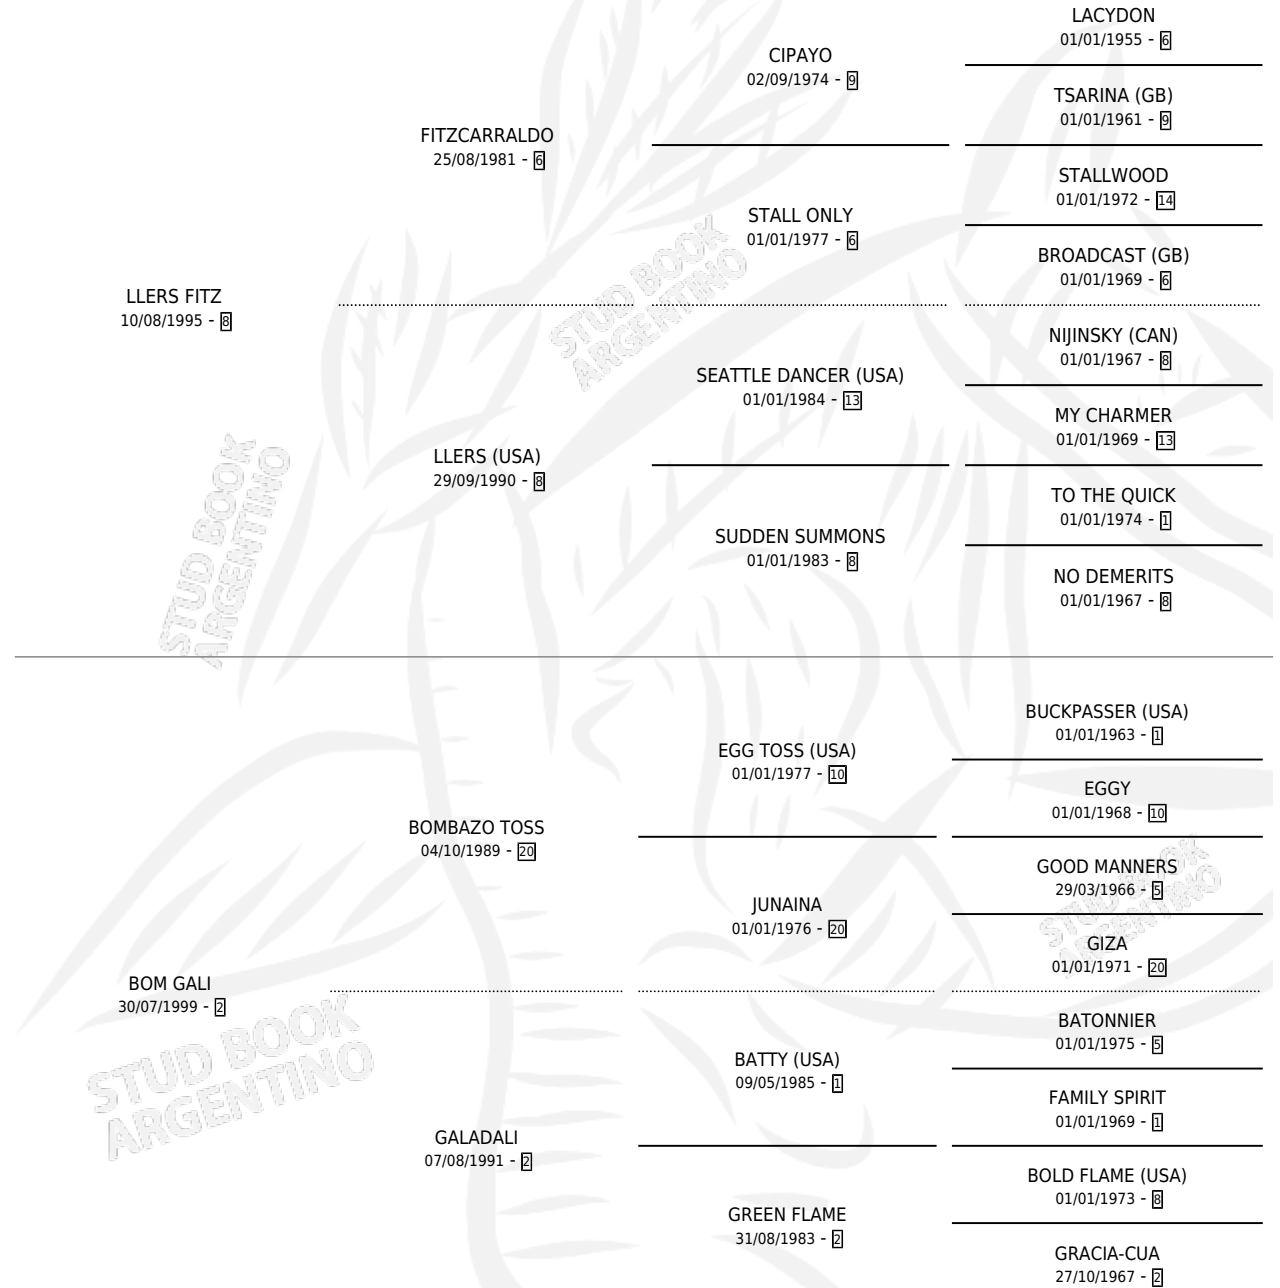 LACYDON
01/01/1955 - 6
CIPAYO
02/09/1974 - 9
TSARINA (GB)
01/01/1961 - 9
FITZCARRALDO
25/08/1981 - 6
STALLWOOD
01/01/1972 - 14
STALL ONLY
01/01/1977 - 6
BROADCAST (GB)
01/01/1969 - 6
LLERS FITZ
10/08/1995 - 8
NIJINSKY (CAN)
01/01/1967 - 8
SEATTLE DANCER (USA)
01/01/1984 - 13
MY CHARMER
01/01/1969 - 13
LLERS (USA)
29/09/1990 - 8
TO THE QUICK
01/01/1974 - 1
SUDDEN SUMMONS
01/01/1983 - 8
NO DEMERITS
01/01/1967 - 8
BUCKPASSER (USA)
01/01/1963 - 1
EGG TOSS (USA)
01/01/1977 - 10
EGGY
01/01/1968 - 10
BOMBAZO TOSS
04/10/1989 - 20
GOOD MANNERS
29/03/1966 - 5
JUNAINA
01/01/1976 - 20
GIZA
01/01/1971 - 20
BOM GALI
30/07/1999 - 2
BATONNIER
01/01/1975 - 5
BATTY (USA)
09/05/1985 - 1
FAMILY SPIRIT
01/01/1969 - 1
GALADALI
07/08/1991 - 2
BOLD FLAME (USA)
01/01/1973 - 8
GREEN FLAME
31/08/1983 - 2
GRACIA-CUA
27/10/1967 - 2
STUD BOOK
ARGENTINO
STUD BOOK
ARGENTINO
STUD BOOK
ARGENTINO
STUD BOOK
ARGENTINO